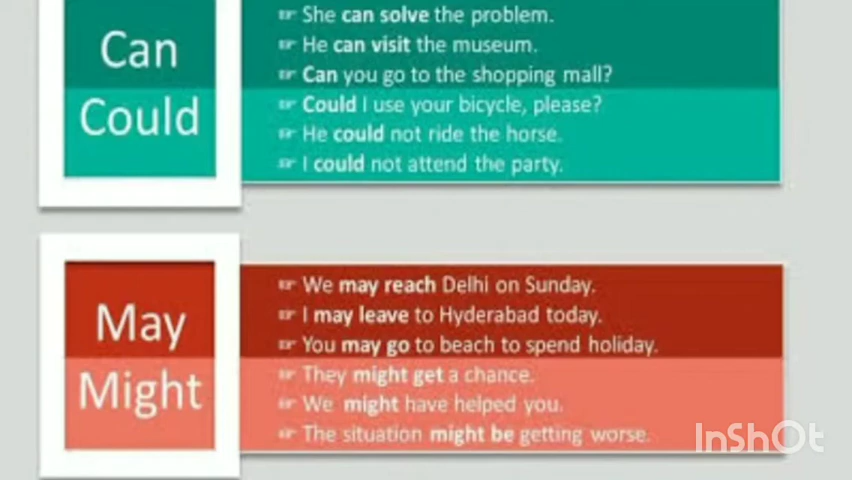 Can
Could
She can solve the problem.
He can visit the museum.
Can you go to the shopping mall?
Could I use your bicycle, please?
He could not ride the horse.
I could not attend the party.
May
Might
We may reach Delhi on Sunday.
I may leave to Hyderabad today.
You may go to beach to spend holiday.
They might get a chance.
We might have helped you.
The situation might be getting worse.
InShOt